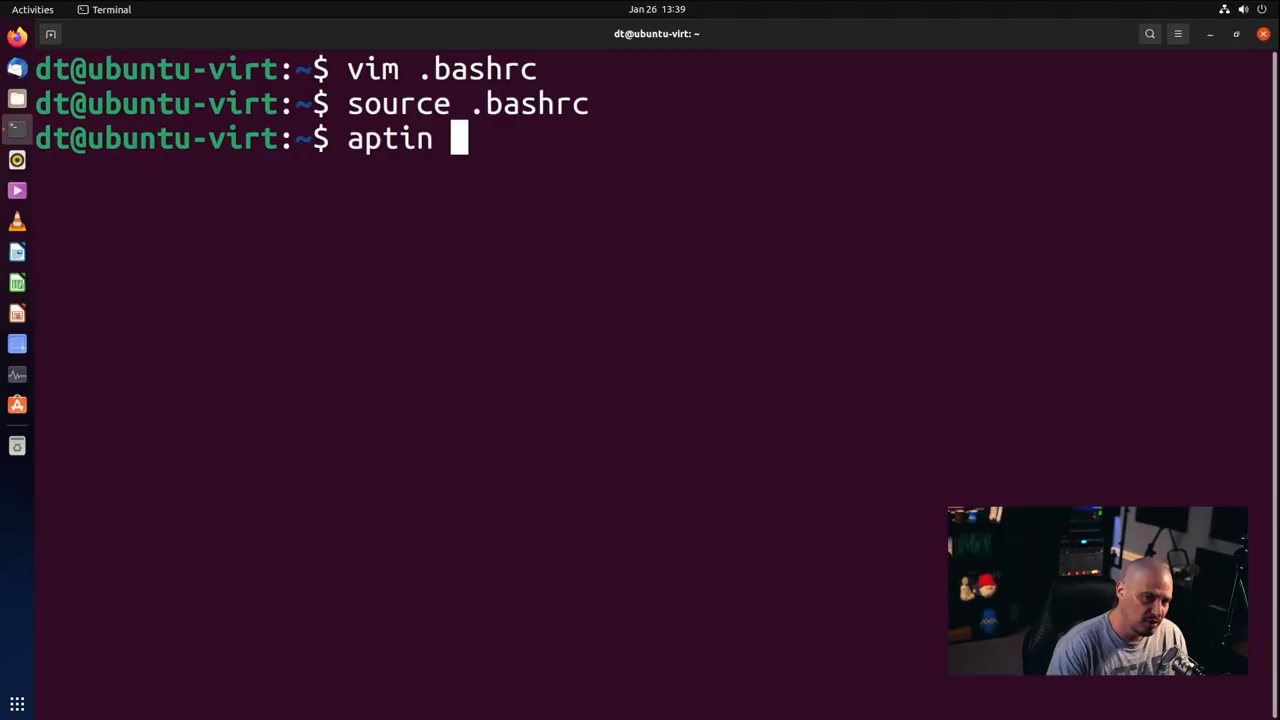 Activities
Terminal
Jan 26 13:39
dt@ubuntu-virt: ~
dt@ubuntu-virt:~$ vim .bashrc
dt@ubuntu-virt:~$ source .bashrc
dt@ubuntu-virt:~$ aptin